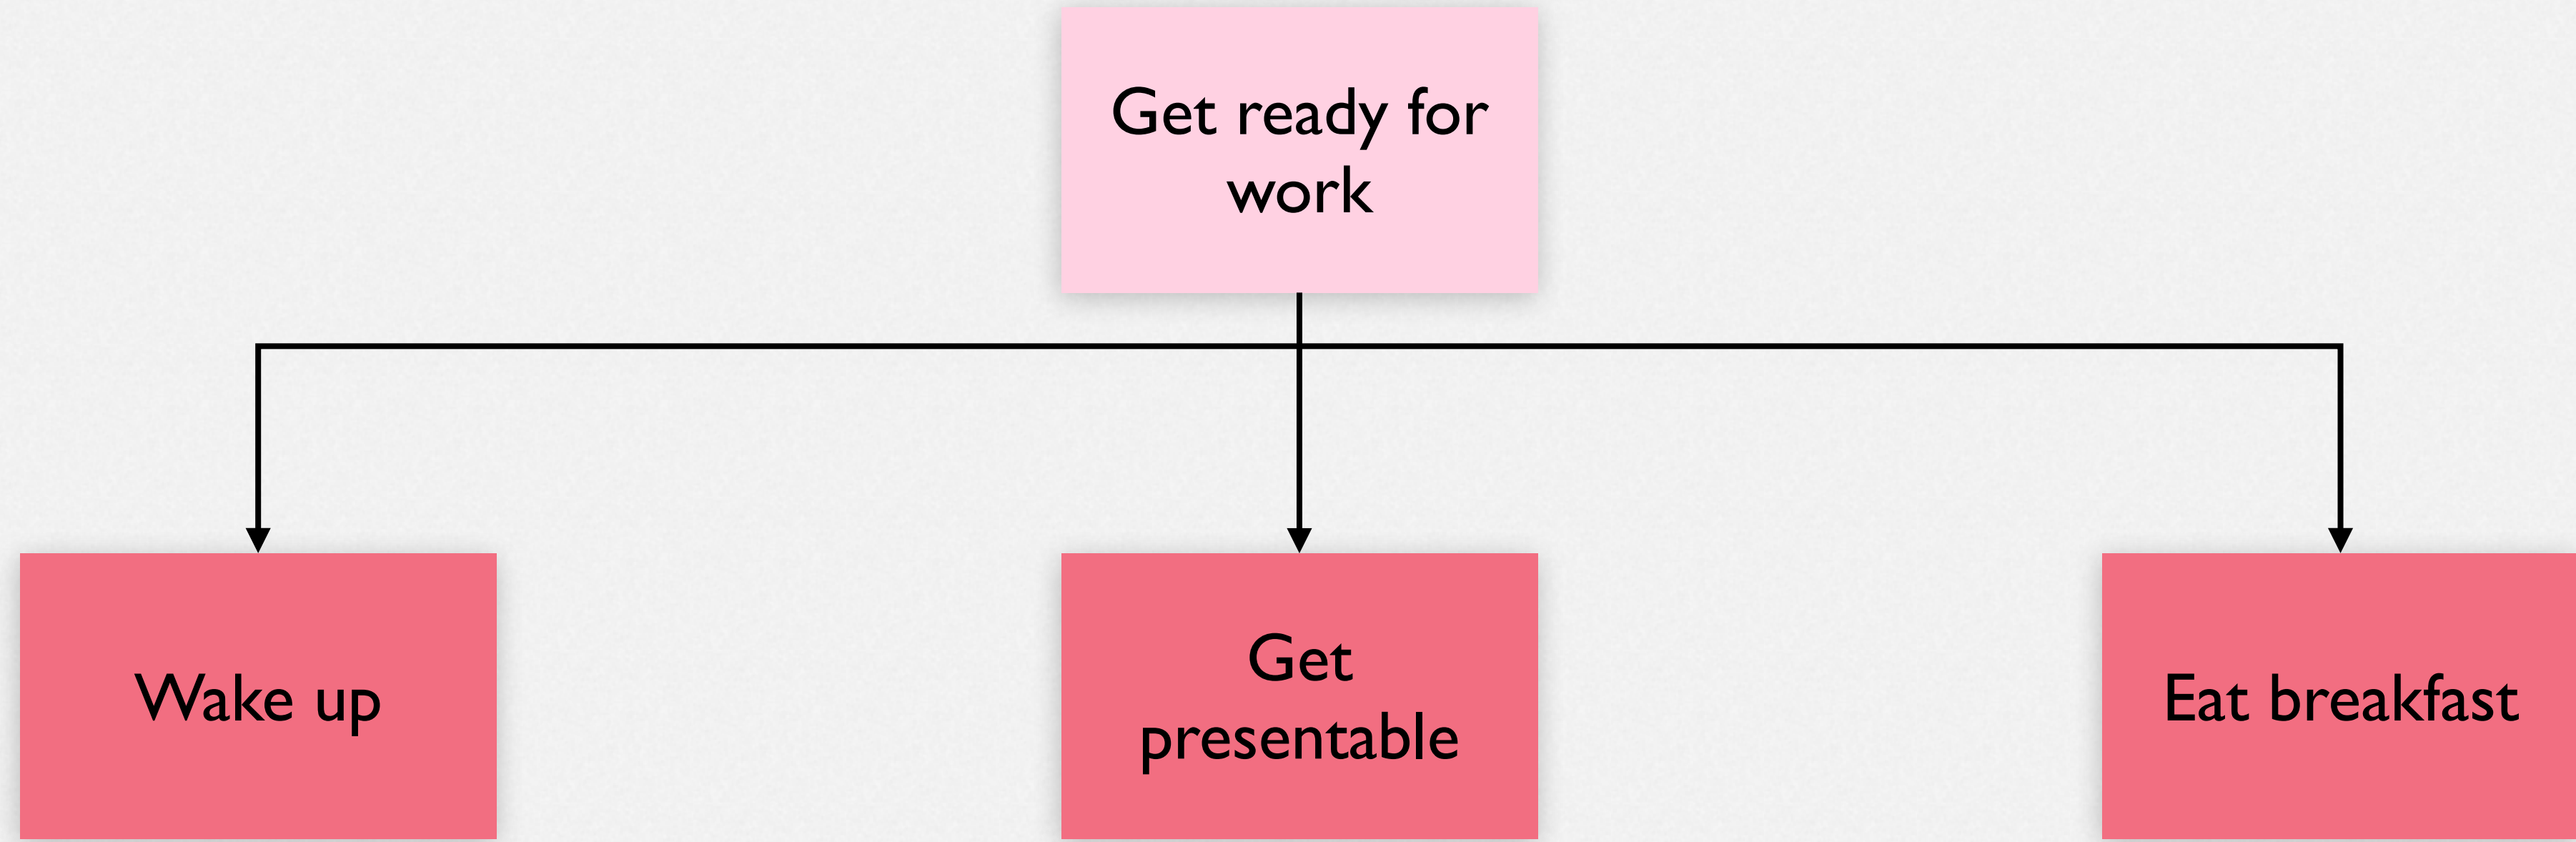 Get ready for
work
Wake up
Get
presentable
Eat breakfast